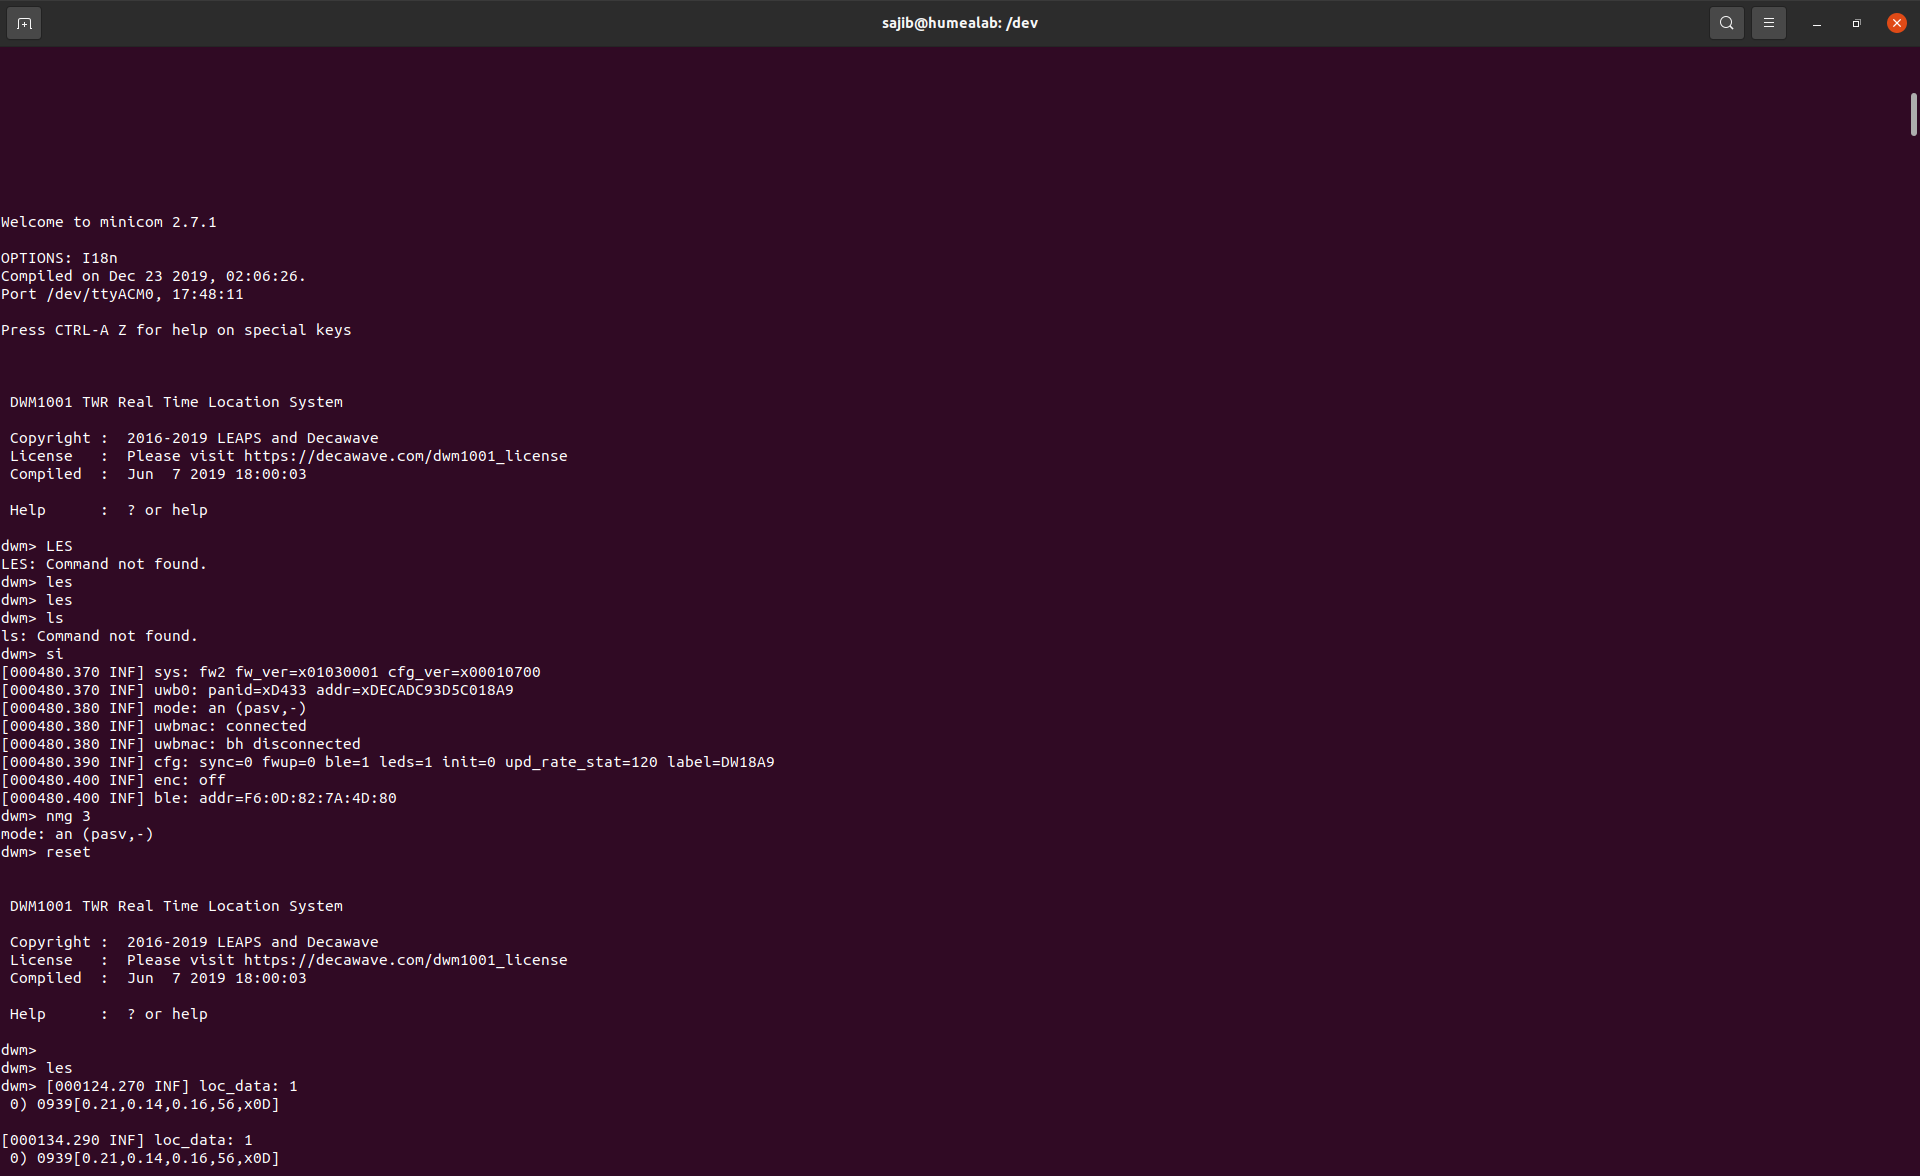 sajib@humealab: /dev
Welcome to minicom 2.7.1
OPTIONS: I18n
Compiled on Dec 23 2019, 02:06:26.
Port /dev/ttyACM0, 17:48:11
Press CTRL-A Z for help on special keys
DWM1001 TWR Real Time Location System
Copyright :  2016-2019 LEAPS and Decawave
License   :  Please visit https://decawave.com/dwm1001_license
Compiled  :  Jun  7 2019 18:00:03
Help      :  ? or help
dwm> LES
LES: Command not found.
dwm> les
dwm> les
dwm> ls
ls: Command not found.
dwm> si
[000480.370 INF] sys: fw2 fw_ver=x01030001 cfg_ver=x00010700
[000480.370 INF] uwb0: panid=xD433 addr=xDECADC93D5C018A9
[000480.380 INF] mode: an (pasv,-)
[000480.380 INF] uwbmac: connected
[000480.380 INF] uwbmac: bh disconnected
[000480.390 INF] cfg: sync=0 fwup=0 ble=1 leds=1 init=0 upd_rate_stat=120 label=DW18A9
[000480.400 INF] enc: off
[000480.400 INF] ble: addr=F6:0D:82:7A:4D:80
dwm> nmg 3
mode: an (pasv,-)
dwm> reset
DWM1001 TWR Real Time Location System
Copyright :  2016-2019 LEAPS and Decawave
License   :  Please visit https://decawave.com/dwm1001_license
Compiled  :  Jun  7 2019 18:00:03
Help      :  ? or help
dwm>
dwm> les
dwm> [000124.270 INF] loc_data: 1
0) 0939[0.21,0.14,0.16,56,x0D]
[000134.290 INF] loc_data: 1
0) 0939[0.21,0.14,0.16,56,x0D]